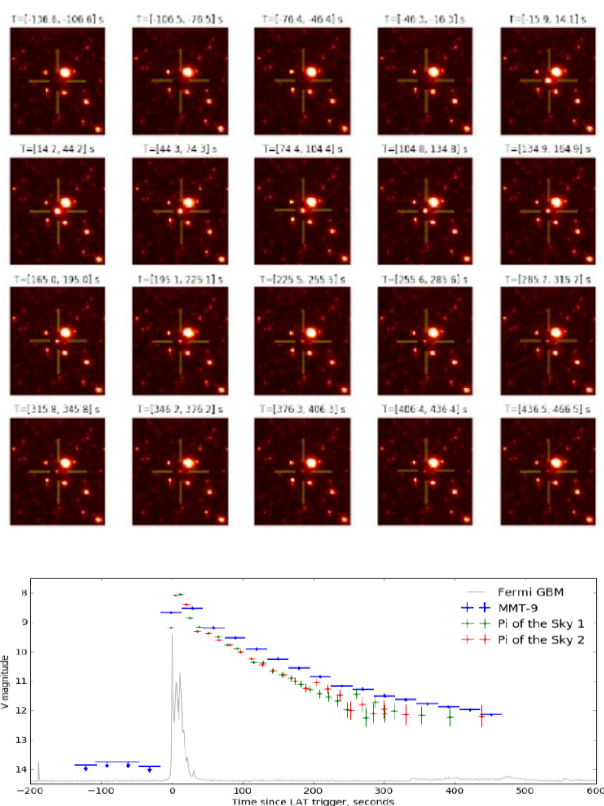 T=[-136.6, -106.6] s T=[-106.5, -76.5] s T=[-76.4, -46.4] s T=[-46.3, -16.3] s T=[-15.9, 14.1] s
T=[14.2, 44.2] s T=[44.3, 74.3] s T=[74.4, 104.4] s T=[104.8, 134.8] s T=[134.9, 164.9] s
T=[165.0, 195.0] s T=[195.1, 225.1] s T=[225.5, 255.5] s T=[255.6, 285.6] s T=[285.7, 315.7] s
T=[315.8, 345.8] s T=[346.2, 376.2] s T=[376.3, 406.3] s T=[406.4, 436.4] s T=[436.5, 466.5] s
8
9
10
11
12
13
14
V magnitude
Fermi GBM
MMT-9
Pi of the Sky 1
Pi of the Sky 2
−200 −100 0 100 200 300 400 500 600
Time since LAT trigger, seconds